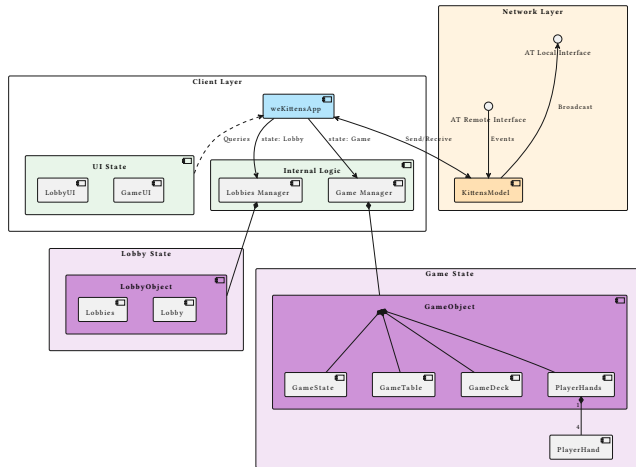 Network Layer
AT Local Interface
Client Layer
weKittensApp
AT Remote Interface
Broadcast
Queries
state: Lobby
state: Game
Send/Receive
Events
UI State
LobbyUI
GameUI
Internal Logic
Lobbies Manager
Game Manager
KittensModel
Lobby State
LobbyObject
Lobbies
Lobby
Game State
GameObject
GameState
GameTable
GameDeck
PlayerHands
1
4
PlayerHand